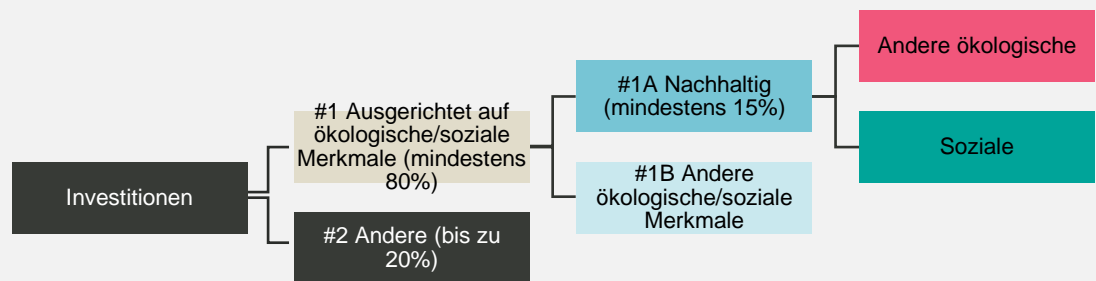 Investitionen
#1 Ausgerichtet auf
ökologische/soziale
Merkmale (mindestens
80%)
#2 Andere (bis zu
20%)
#1A Nachhaltig
(mindestens 15%)
#1B Andere
ökologische/soziale
Merkmale
Andere ökologische
Soziale